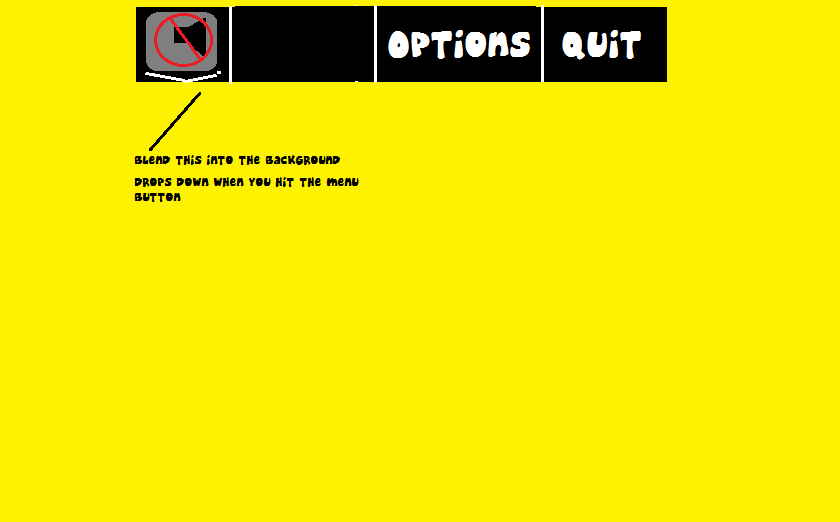 OPTIONS QUIT
BLEND THIS INTO THE BACKGROUND
DROPS DOWN WHEN YOU HIT THE MENU
BUTTON